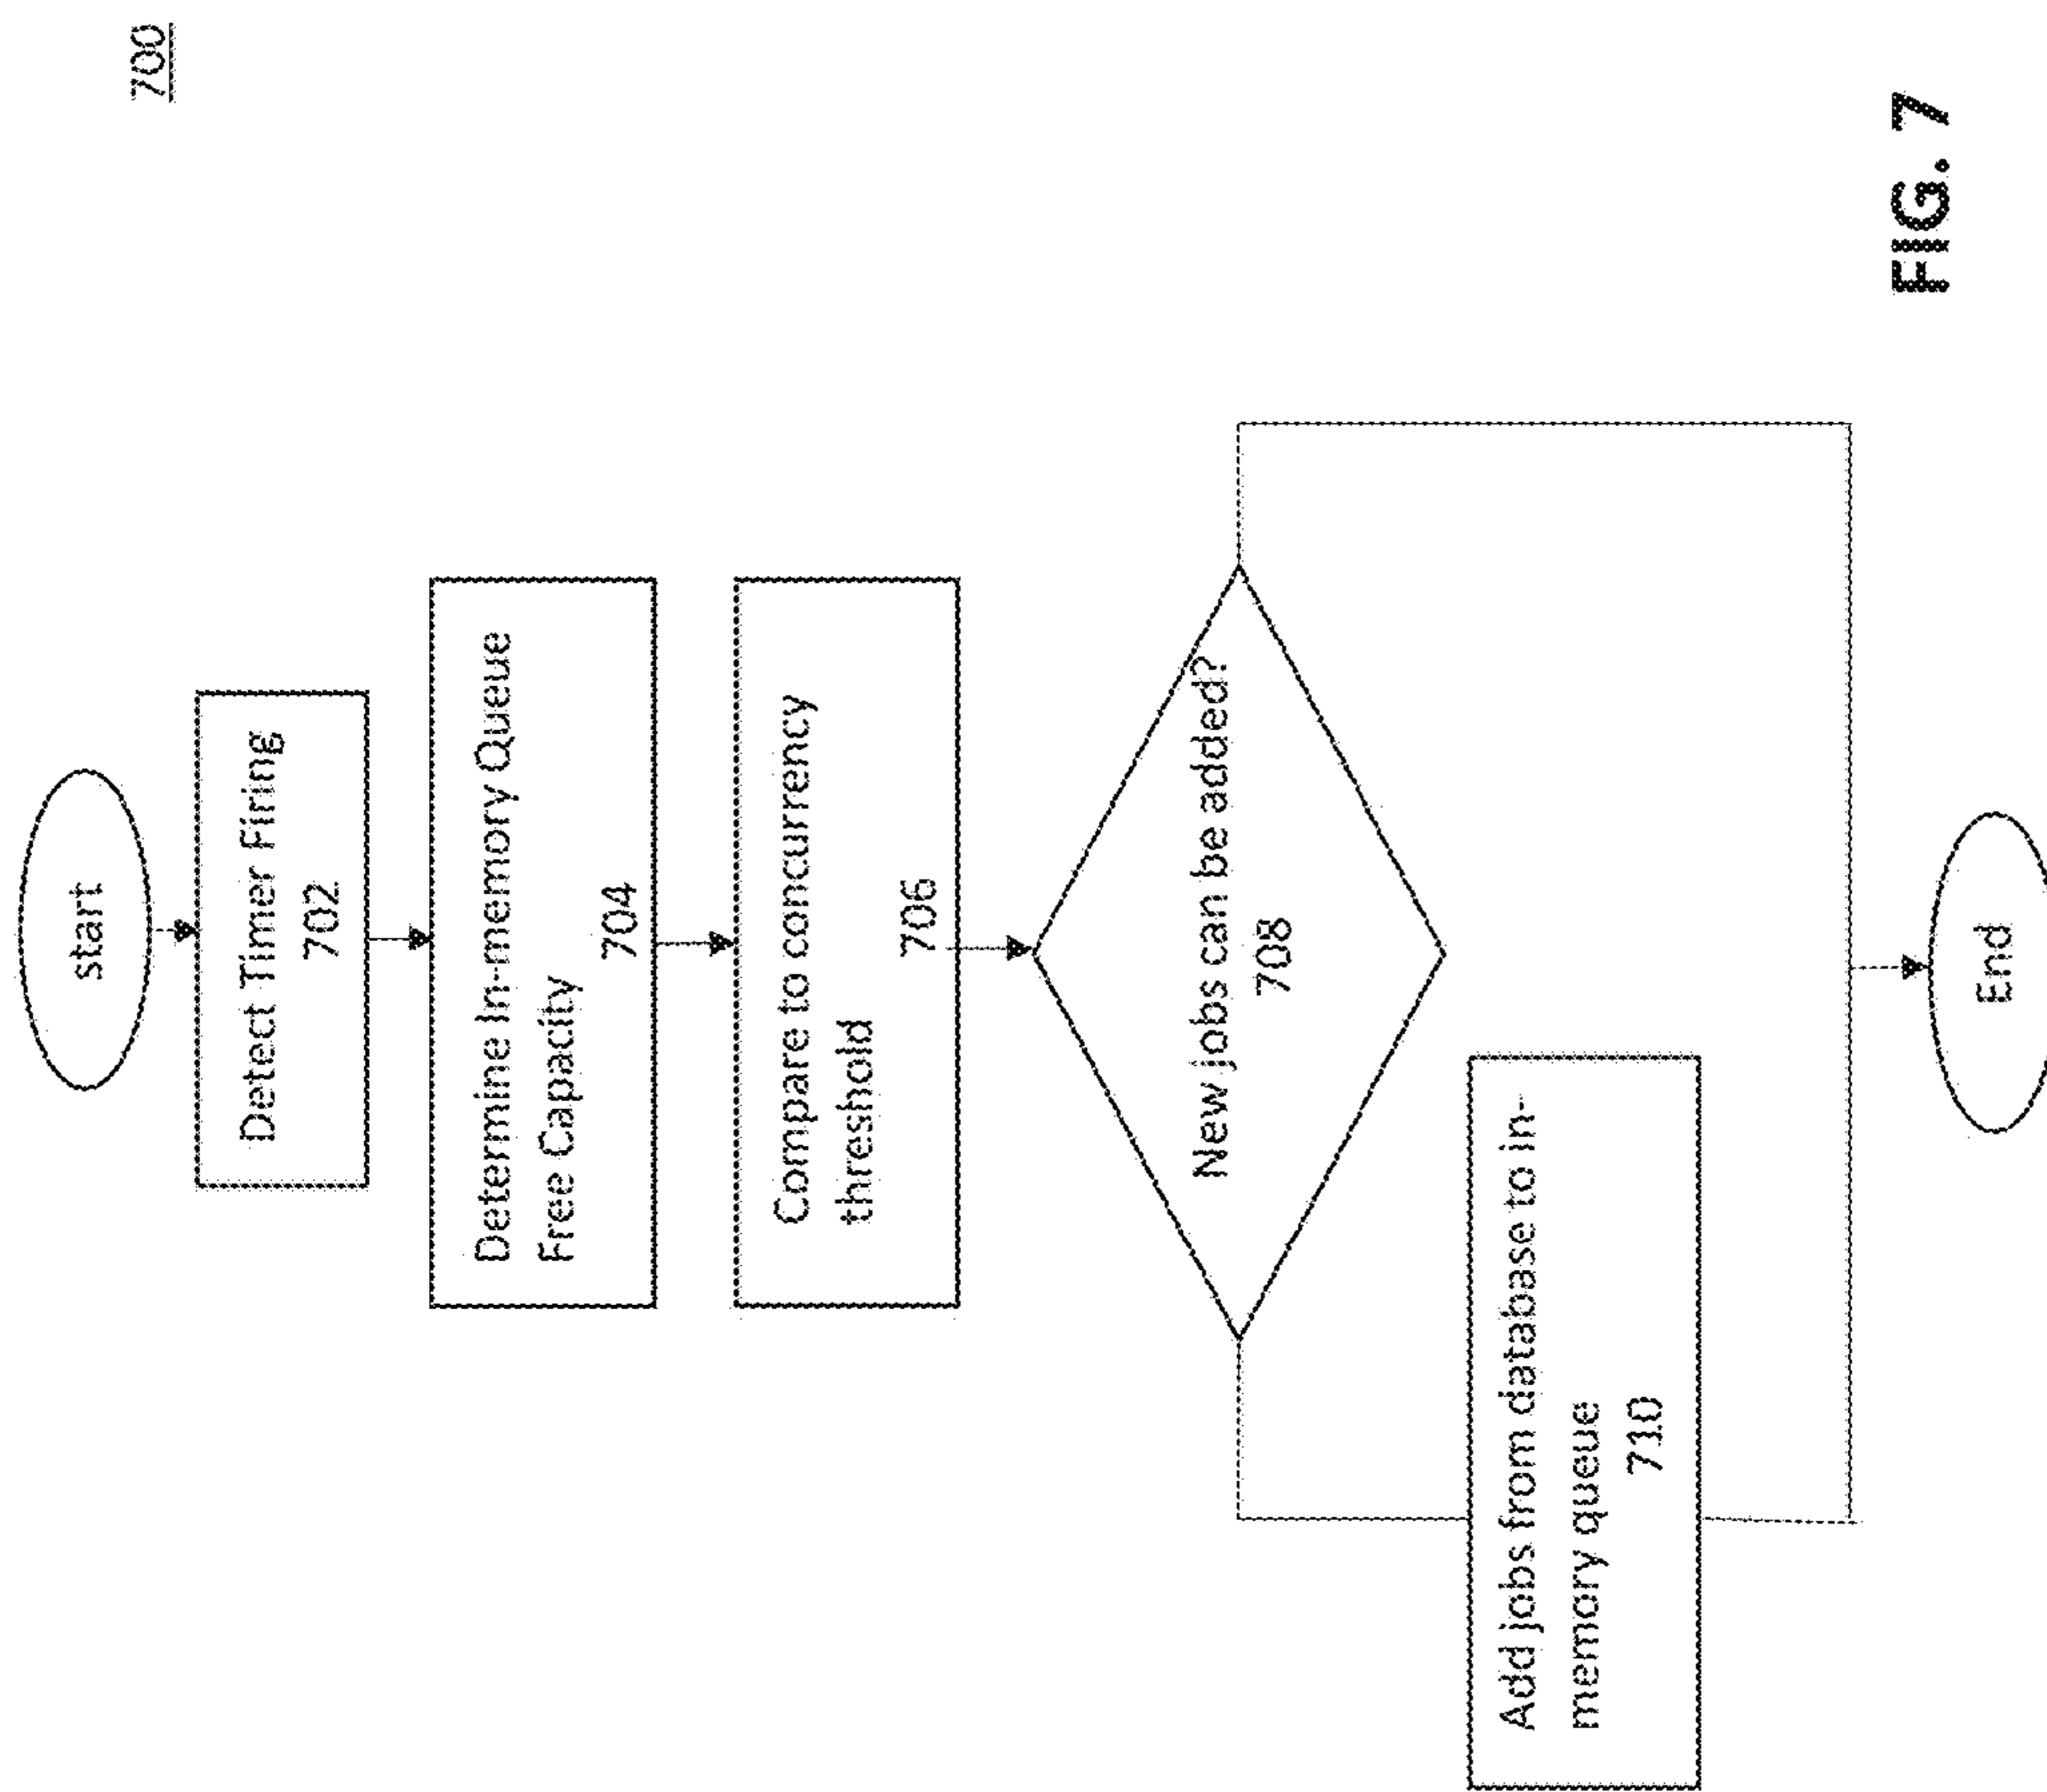 700
start
Detect Timer Firing
702
Determine In-memory Queue
Free Capacity
704
Compare to concurrency
threshold
706
New jobs can be added?
708
Add jobs from database to in-
memory queue
710
End
FIG. 7